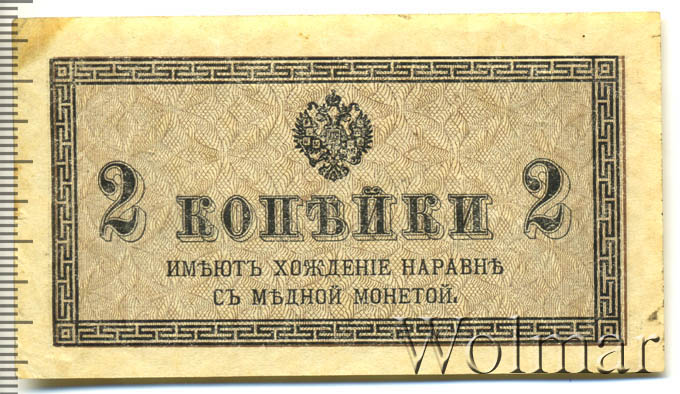 2 КОПѢЙКИ 2
ИМѢЮТЪ ХОЖДЕНІЕ НАРАВНѢ
СЪ МѢДНОЙ МОНЕТОЙ.
Wolmar